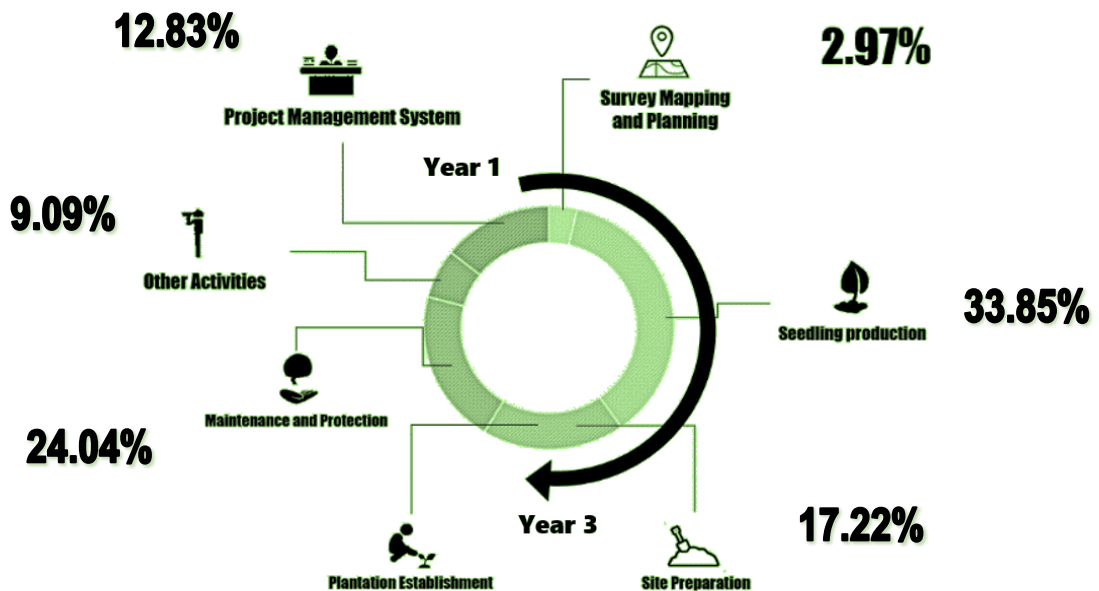 12.83%
Project Management System
2.97%
Survey Mapping
and Planning
Year 1
9.09%
Other Activities
33.85%
Seedling production
Maintenance and Protection
24.04%
Year 3
17.22%
Plantation Establishment
Site Preparation